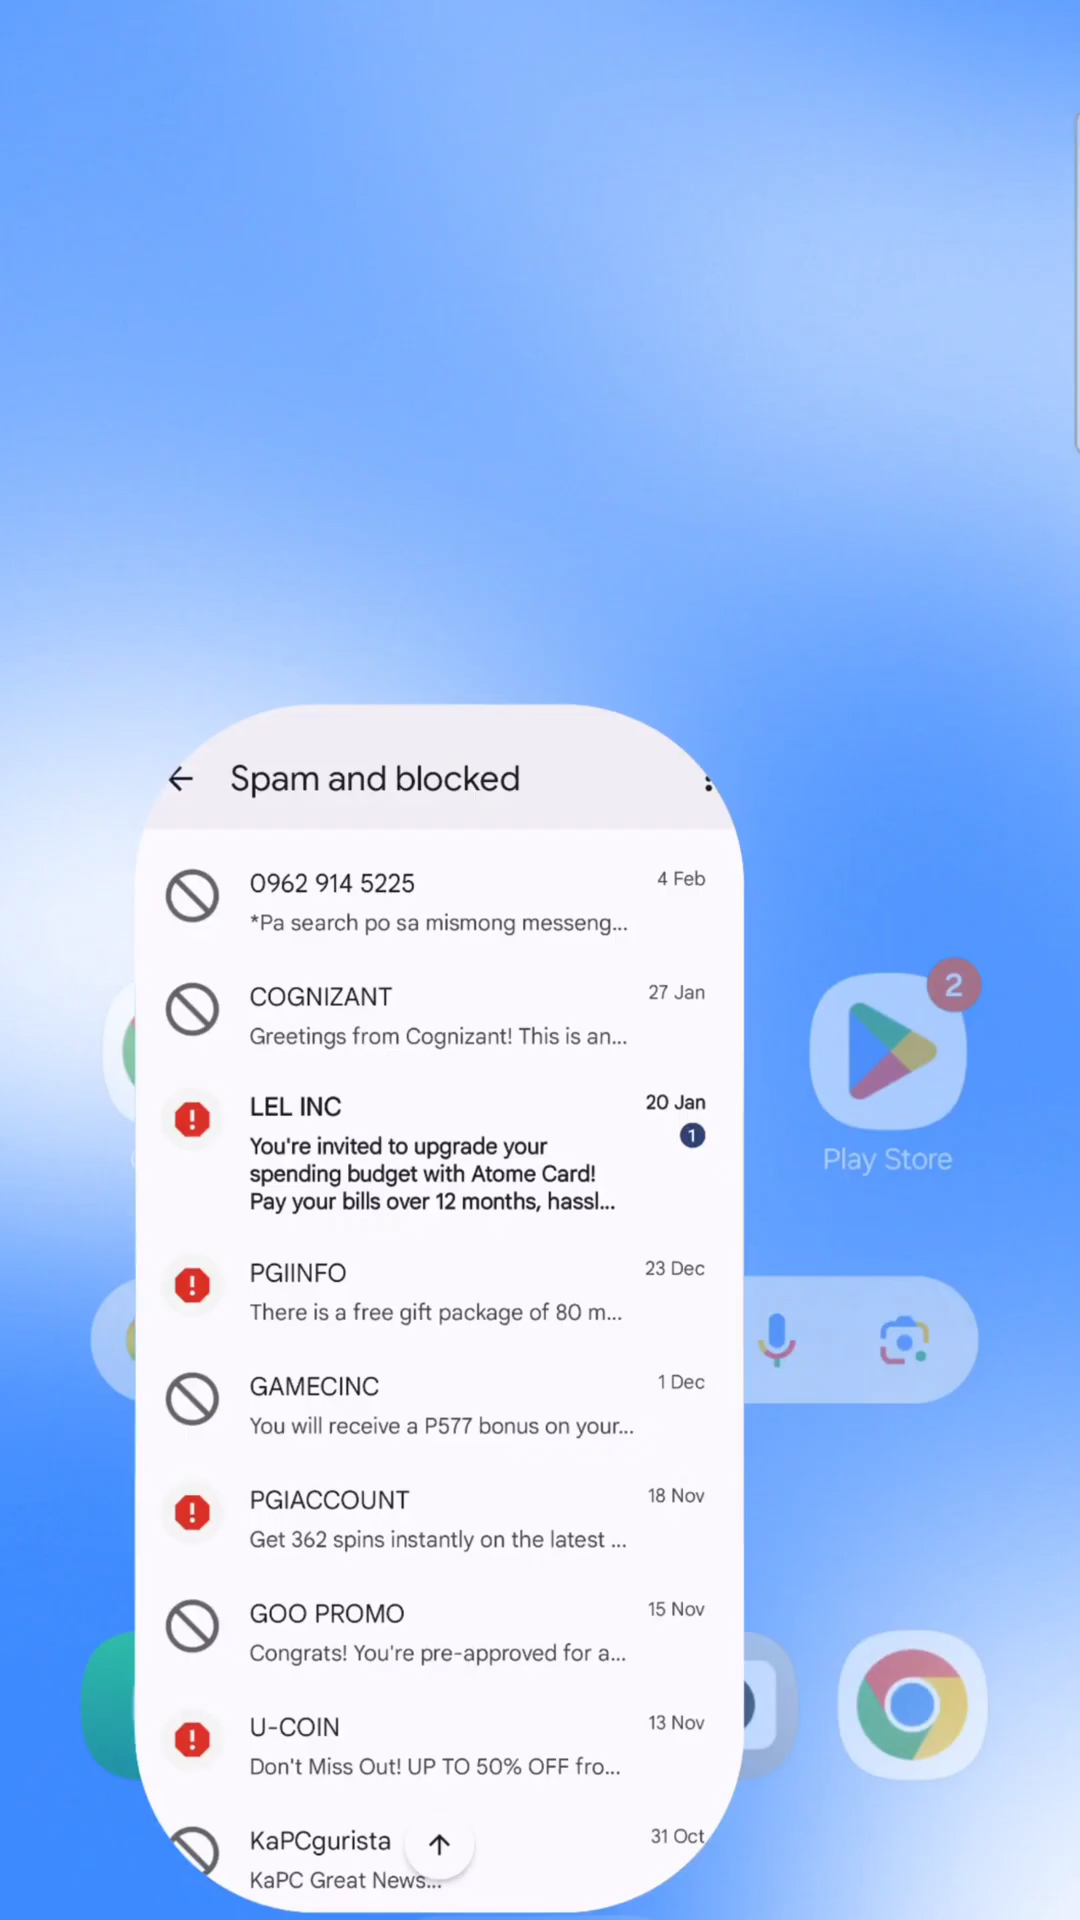 Spam and blocked
0962 914 5225
4 Feb
*Pa search po sa mismong messeng...
COGNIZANT
27 Jan
Greetings from Cognizant! This is an...
LEL INC
20 Jan
You're invited to upgrade your
1
spending budget with Atome Card!
Pay your bills over 12 months, hassl...
PGIINFO
23 Dec
There is a free gift package of 80 m...
GAMECINC
1 Dec
You will receive a P577 bonus on your...
PGIACCOUNT
18 Nov
Get 362 spins instantly on the latest ...
GOO PROMO
15 Nov
Congrats! You're pre-approved for a...
U-COIN
13 Nov
Don't Miss Out! UP TO 50% OFF fro...
KaPCgurista
31 Oct
KaPC Great News...
2
Play Store